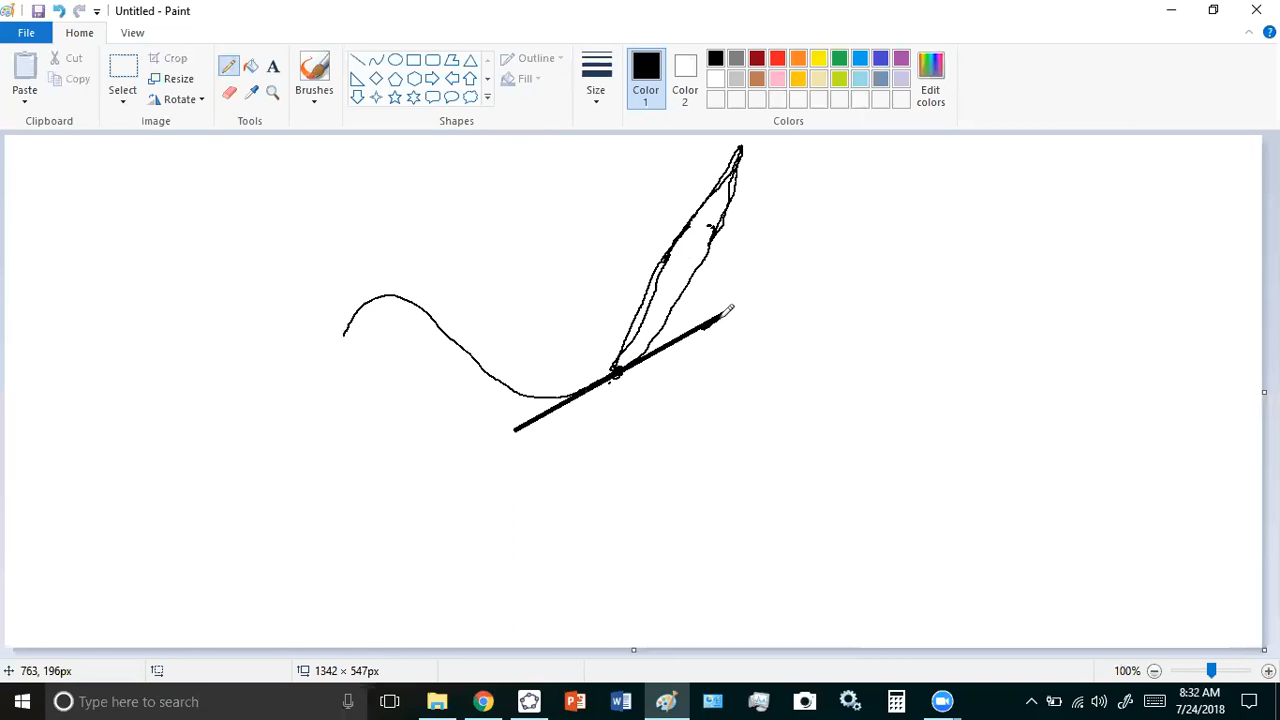 Untitled - Paint
File Home View
Paste
Cut
Copy
Clipboard
Select
Crop
Resize
Rotate
image
A
Tools
Brushes
Outline
Fill
Shapes
Size
Color 1
Color 2
Edit colors
Colors
763, 196px
1342 × 547px
100%
Type here to search
8:32 AM
7/24/2018